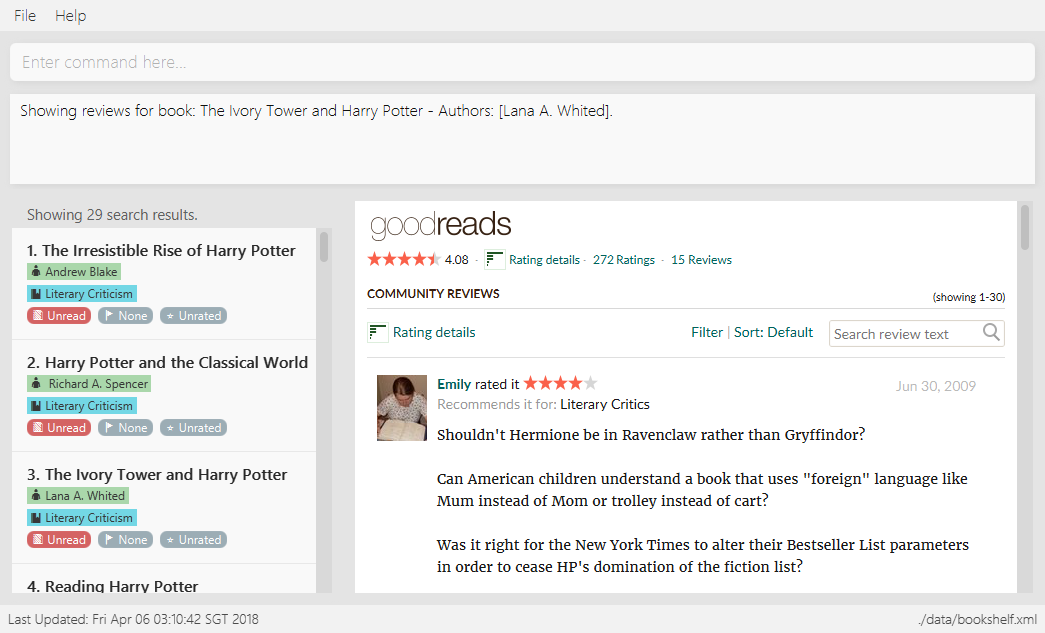 File Help
Enter command here...
Showing reviews for book: The Ivory Tower and Harry Potter - Authors: [Lana A. Whited].
Showing 29 search results.
1. The Irresistible Rise of Harry Potter
Andrew Blake
Literary Criticism
Unread None Unrated
2. Harry Potter and the Classical World
Richard A. Spencer
Literary Criticism
Unread None Unrated
3. The Ivory Tower and Harry Potter
Lana A. Whited
Literary Criticism
Unread None Unrated
4. Reading Harry Potter
goodreads
4.08 · Rating details · 272 Ratings · 15 Reviews
COMMUNITY REVIEWS
(showing 1-30)
Rating details
Filter | Sort: Default
Search review text
Emily rated it
Jun 30, 2009
Recommends it for: Literary Critics
Shouldn't Hermione be in Ravenclaw rather than Gryffindor?
Can American children understand a book that uses "foreign" language like
Mum instead of Mom or trolley instead of cart?
Was it right for the New York Times to alter their Bestseller List parameters
in order to cease HP's domination of the fiction list?
Last Updated: Fri Apr 06 03:10:42 SGT 2018
./data/bookshelf.xml